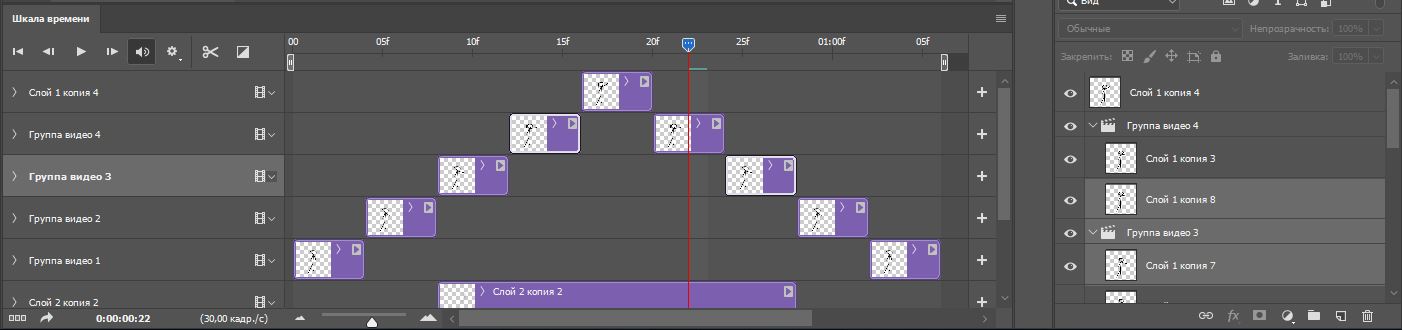 Вид
Шкала времени
Обычные
Непрозрачность: 100%
00 05f 10f 15f 20f 25f 01:00f 05f
Закрепить: Заливка: 100%
Слой 1 копия 4
Слой 1 копия 4
Группа видео 4
Группа видео 4
Слой 1 копия 3
Группа видео 3
Слой 1 копия 8
Группа видео 2
Группа видео 3
Группа видео 1
Слой 1 копия 7
Слой 2 копия 2
Слой 2 копия 2
0:00:00:22
(30,00 кадр./с)
fx